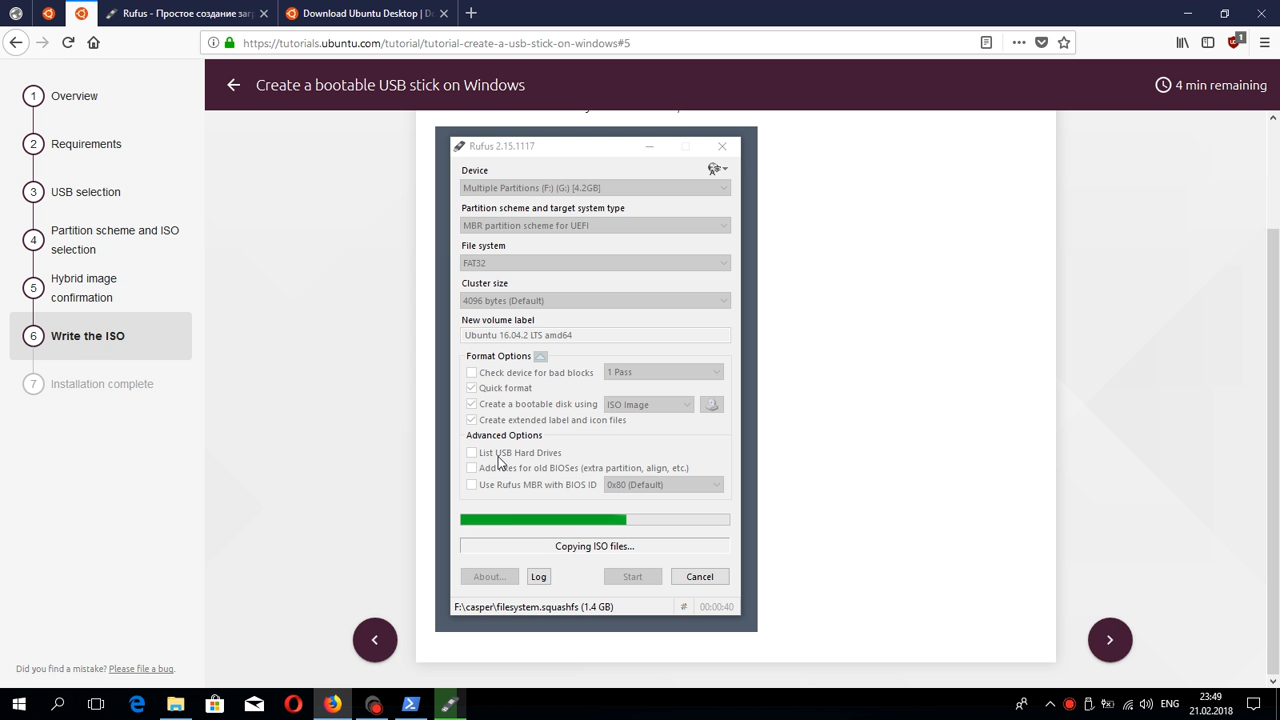 Rufus - Простое создание загр
Download Ubuntu Desktop | D
https://tutorials.ubuntu.com/tutorial/tutorial-create-a-usb-stick-on-windows#5
1
Create a bootable USB stick on Windows
4 min remaining
1 Overview
2 Requirements
3 USB selection
4 Partition scheme and ISO
selection
5 Hybrid image
confirmation
6 Write the ISO
7 Installation complete
Did you find a mistake? Please file a bug.
Rufus 2.15.1117
Device
Multiple Partitions (F:) (G:) [4.2GB]
Partition scheme and target system type
MBR partition scheme for UEFI
File system
FAT32
Cluster size
4096 bytes (Default)
New volume label
Ubuntu 16.04.2 LTS amd64
Format Options
Check device for bad blocks 1 Pass
Quick format
Create a bootable disk using ISO Image
Create extended label and icon files
Advanced Options
List USB Hard Drives
Add fixes for old BIOSes (extra partition, align, etc.)
Use Rufus MBR with BIOS ID 0x80 (Default)
Copying ISO files...
About... Log Start Cancel
F:\casper\filesystem.squashfs (1.4 GB) # 00:00:40
ENG
23:49
21.02.2018